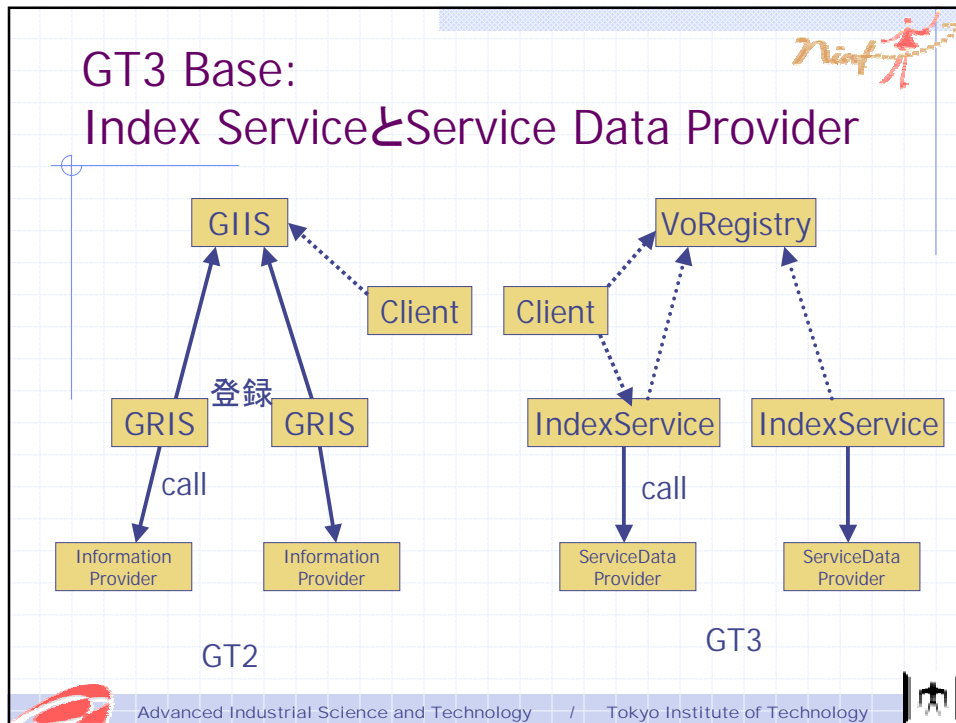 Ninf
GT3 Base:
Index ServiceとService Data Provider
GIIS
Client
登録
GRIS
GRIS
call
Information
Provider
Information
Provider
GT2
VoRegistry
Client
IndexService
IndexService
call
ServiceData
Provider
ServiceData
Provider
GT3
Advanced Industrial Science and Technology / Tokyo Institute of Technology